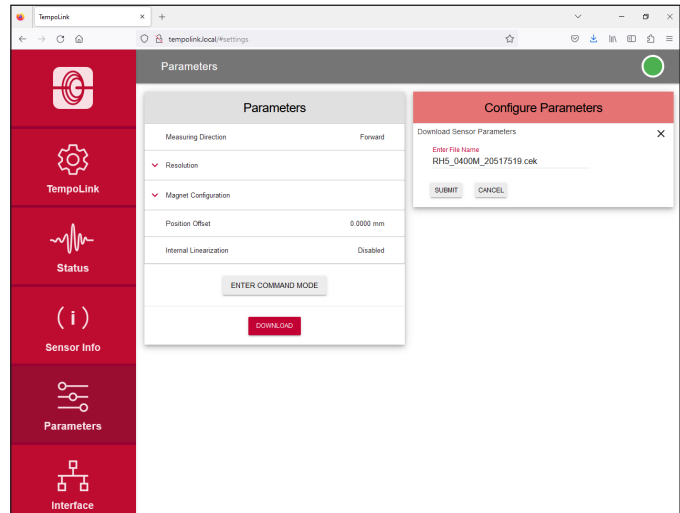 TempoLink
tempolink.local/#settings
Parameters
TempoLink
Status
(i)
Sensor Info
Parameters
Interface
Parameters
Measuring Direction Forward
Resolution
Magnet Configuration
Position Offset 0.0000 mm
Internal Linearization Disabled
ENTER COMMAND MODE
DOWNLOAD
Configure Parameters
Download Sensor Parameters
Enter File Name
RH5_0400M_20517519.cek
SUBMIT CANCEL